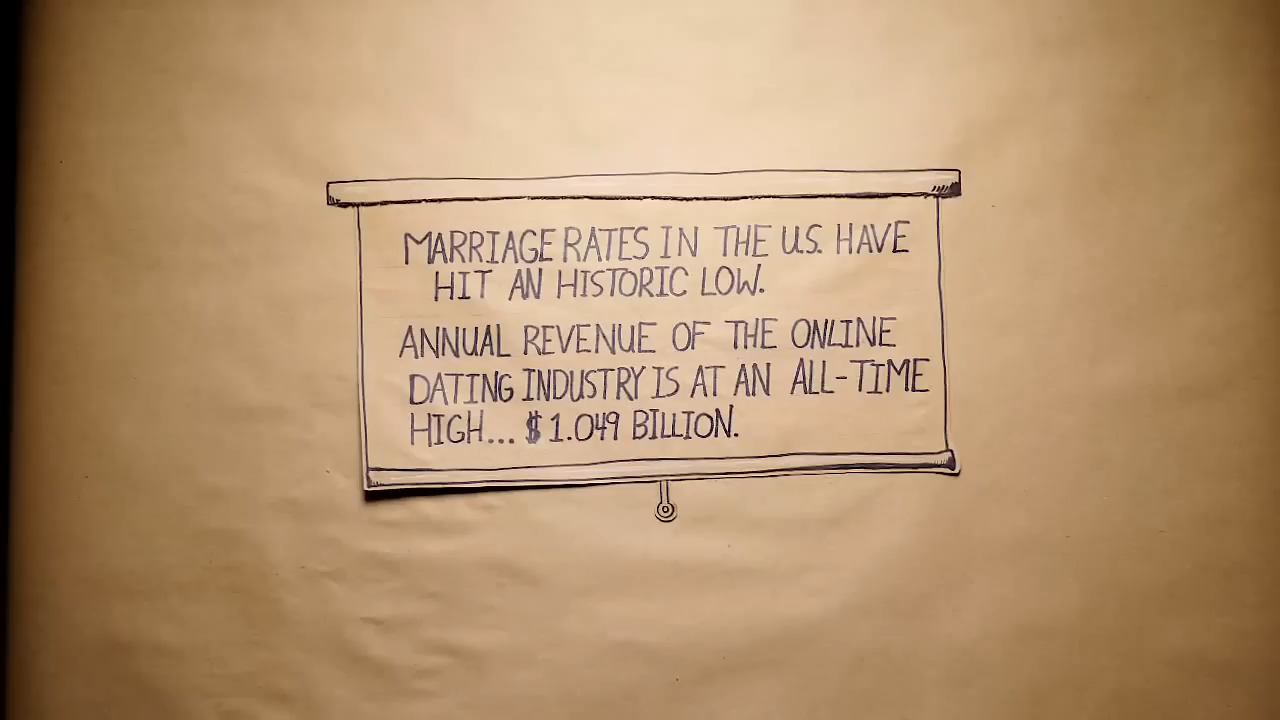 MARRIAGE RATES IN THE U.S. HAVE
HIT AN HISTORIC LOW.
ANNUAL REVENUE OF THE ONLINE
DATING INDUSTRY IS AT AN ALL-TIME
HIGH... $1.049 BILLION.